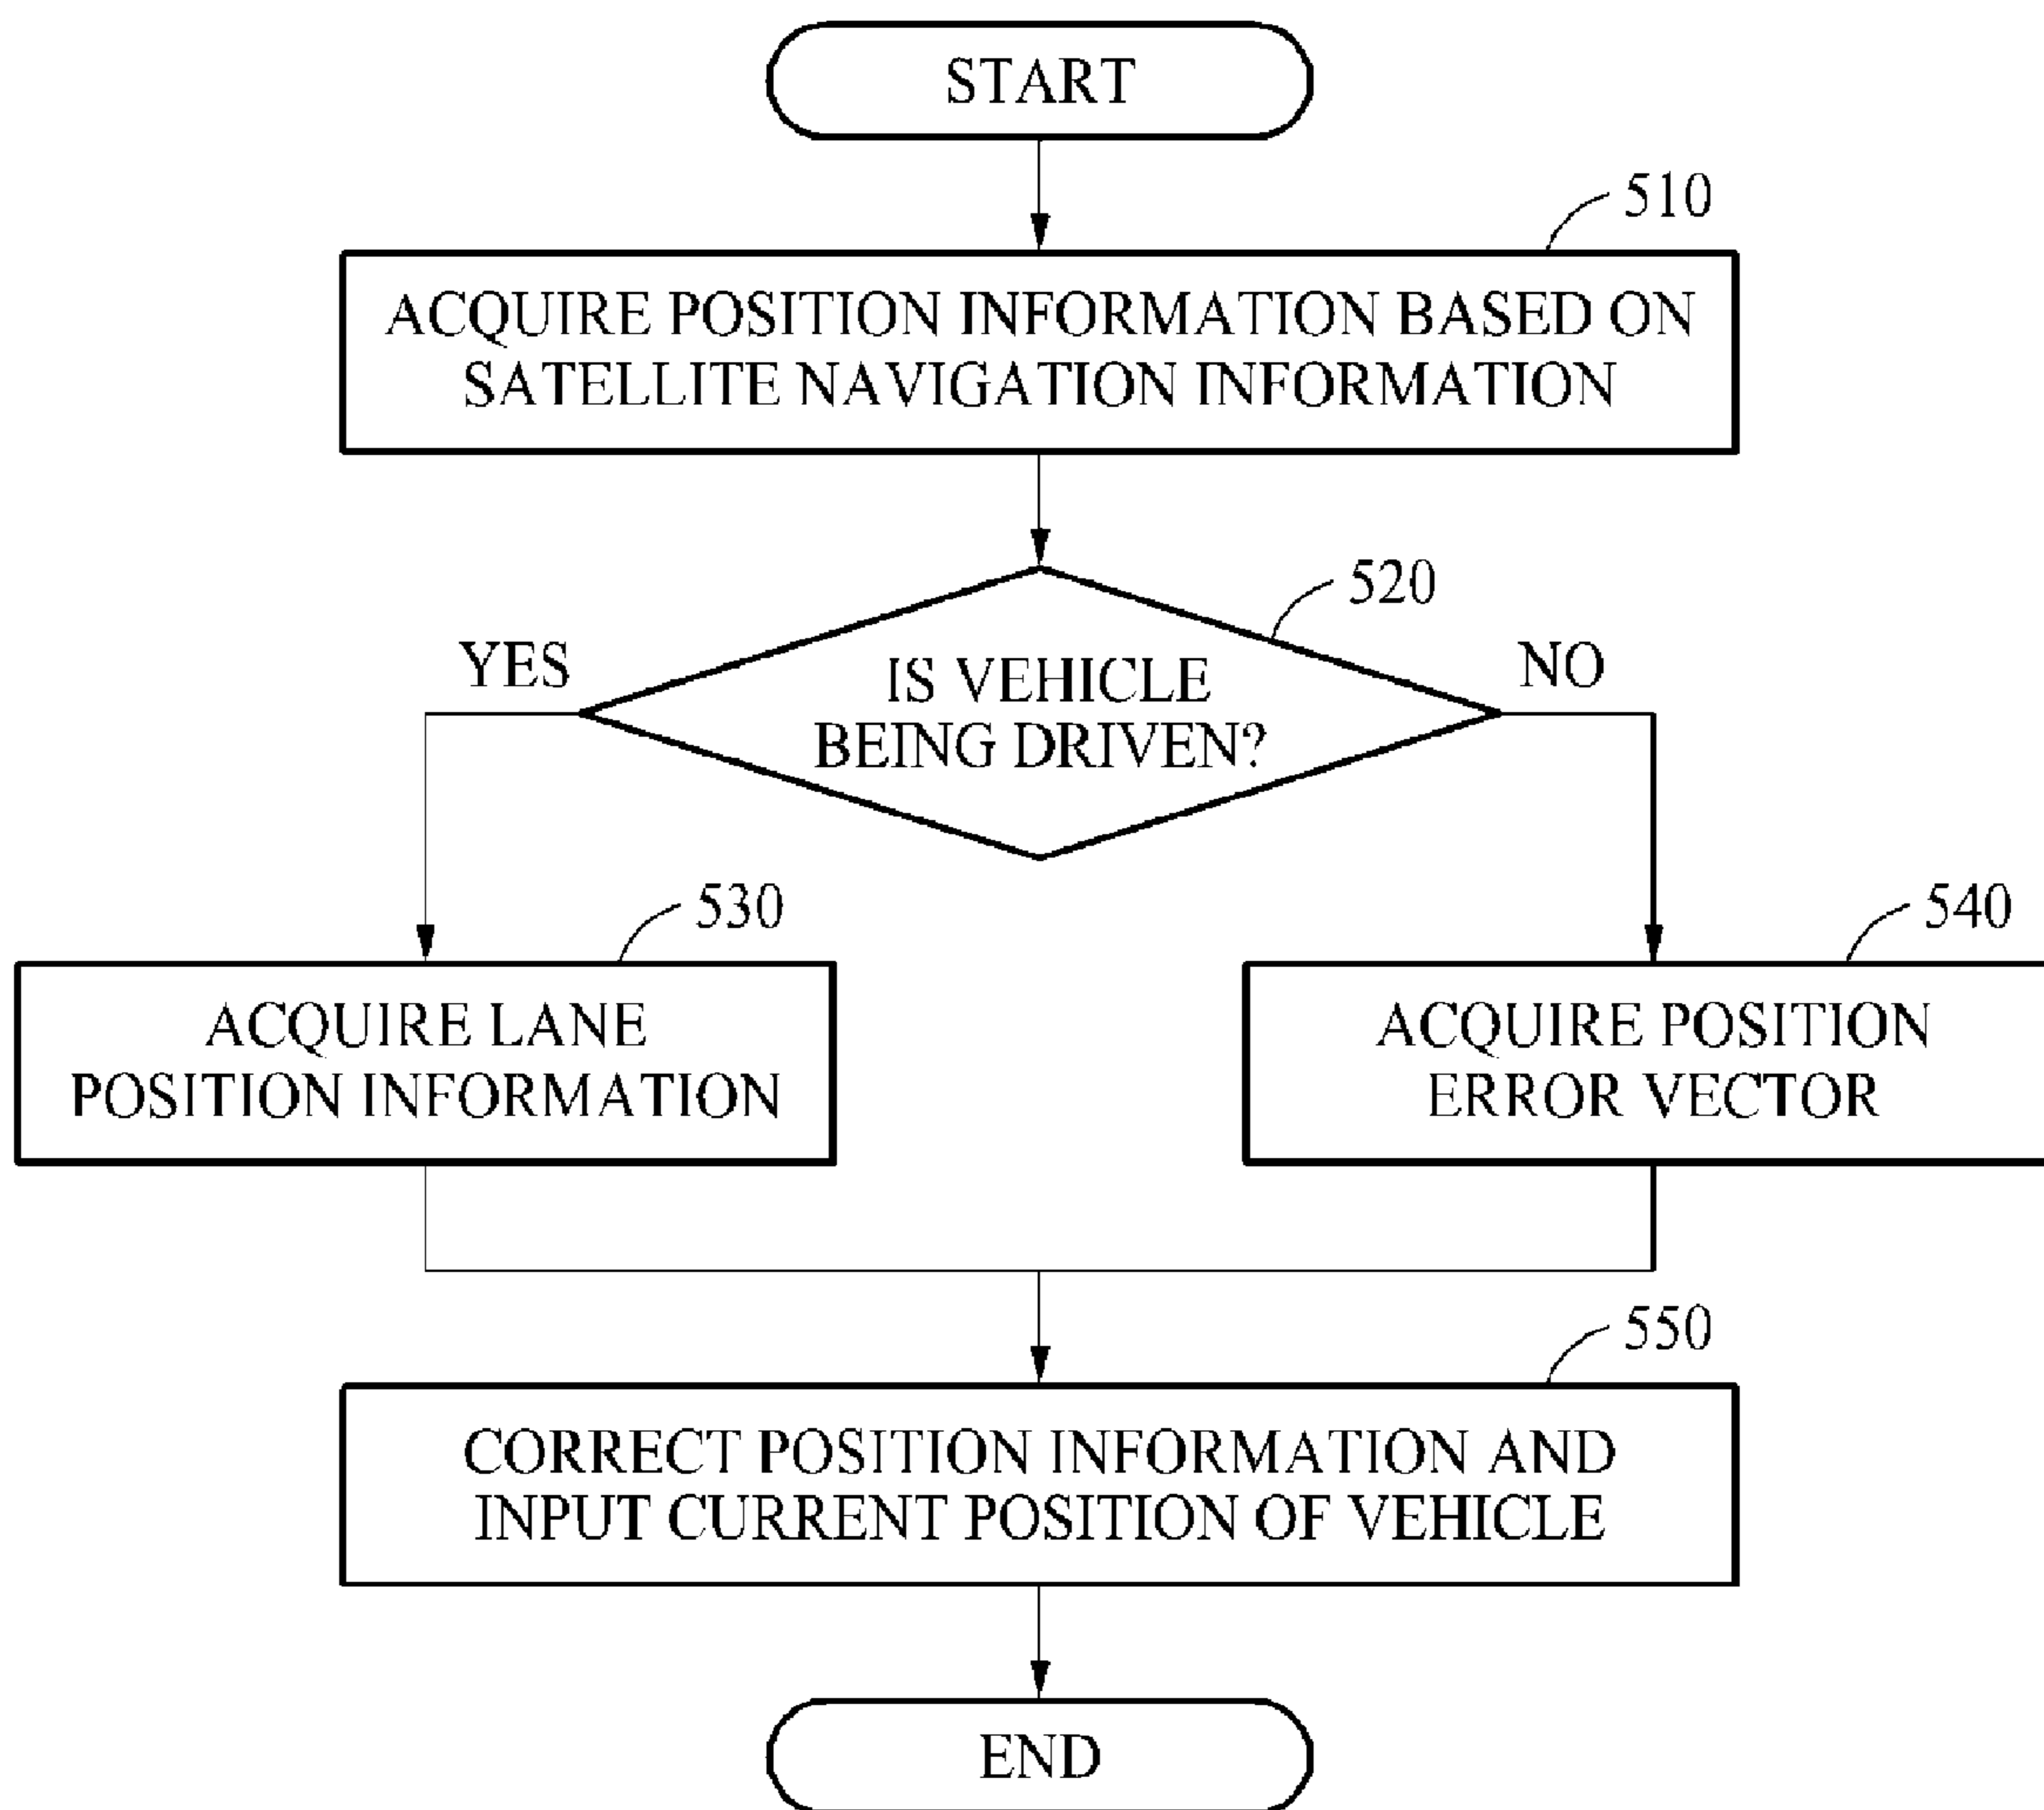 START
510
ACQUIRE POSITION INFORMATION BASED ON
SATELLITE NAVIGATION INFORMATION
520
YES
NO
IS VEHICLE
BEING DRIVEN?
530
540
ACQUIRE LANE
POSITION INFORMATION
ACQUIRE POSITION
ERROR VECTOR
550
CORRECT POSITION INFORMATION AND
INPUT CURRENT POSITION OF VEHICLE
END